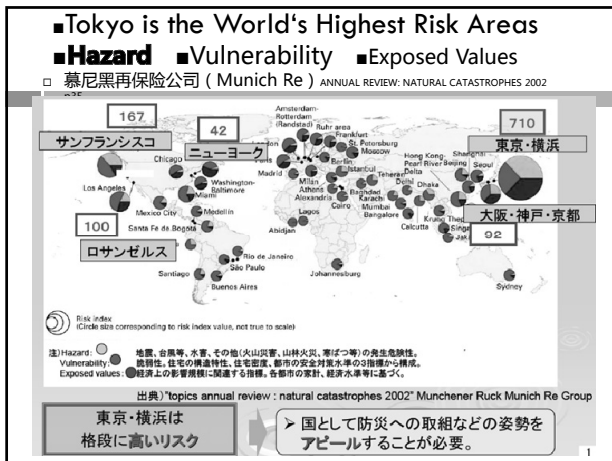 ■Tokyo is the World's Highest Risk Areas
■Hazard ■Vulnerability ■Exposed Values
□ 慕尼黑再保险公司（Munich Re）ANNUAL REVIEW: NATURAL CATASTROPHES 2002
167
サンフランシスコ
42
ニューヨーク
710
東京・横浜
100
ロサンゼルス
92
大阪・神戸・京都
Amsterdam-
Rotterdam
(Randstad)
Ruhr area
Frankfurt
St. Petersburg
Moscow
Berlin
Istanbul
Madrid
Milan
Athens
Alexandria
Cairo
Teheran
Baghdad
Karachi
Mumbai
Bangalore
Delhi
Dhaka
Calcutta
Hong Kong-
Pearl River
Delta
Shanghai
Beijing
Seoul
Chicago
Washington-
Baltimore
Miami
Los Angeles
Mexico City
Medellin
Santa Fe de Bogotá
Lagos
Abidjan
Rio de Janeiro
São Paulo
Santiago
Buenos Aires
Johannesburg
Sydney
Risk index
(Circle size corresponding to risk index value, not true to scale)
注)Hazard: 地震、台風等、水害、その他(火山災害、山林火災、寒ばつ等)の発生危険性。
Vulnerability: 脆弱性。住宅の構造特性、住宅密度、都市の安全対策水準の3指標から構成。
Exposed values: 経済上の影響規模に関連する指標。各都市の家計、経済水準等に基づく。
出典)"topics annual review : natural catastrophes 2002" Munchener Ruck Munich Re Group
東京・横浜は
格段に高いリスク
➢ 国として防災への取組などの姿勢を
アピールすることが必要。
1